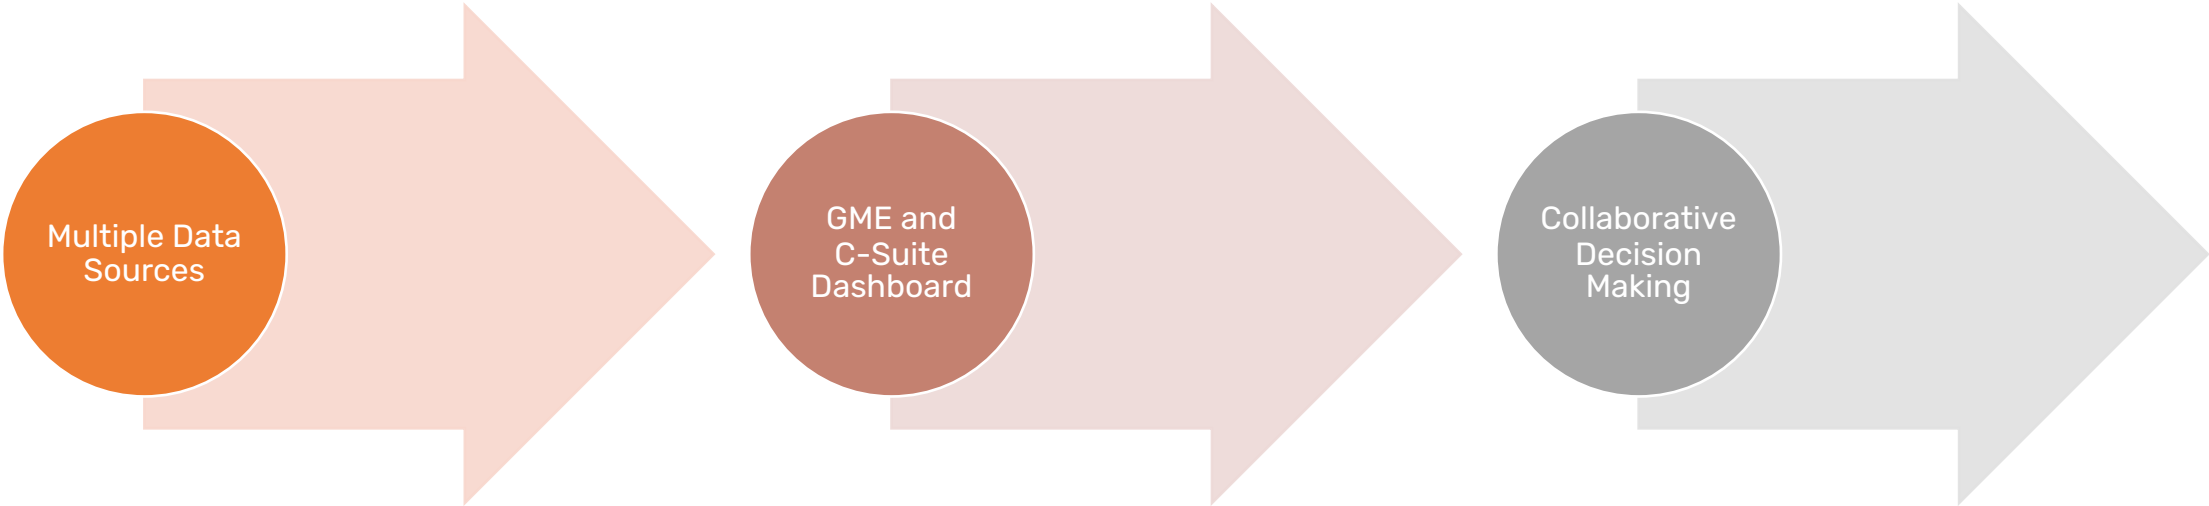 Multiple Data
Sources
GME and
C-Suite
Dashboard
Collaborative
Decision
Making